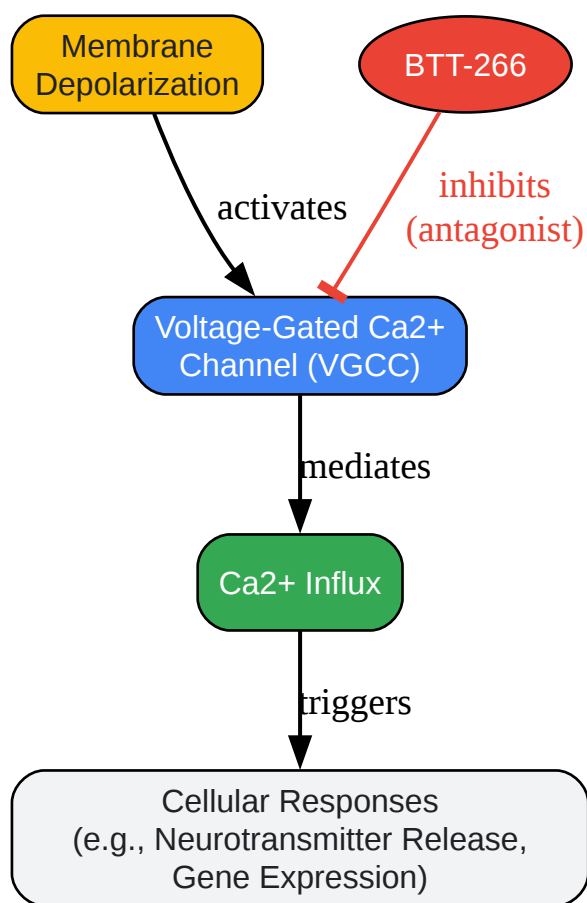 Membrane
Depolarization
BTT-266
activates
inhibits
(antagonist)
Voltage-Gated Ca2+
Channel (VGCC)
mediates
Ca2+ Influx
triggers
Cellular Responses
(e.g., Neurotransmitter Release,
Gene Expression)